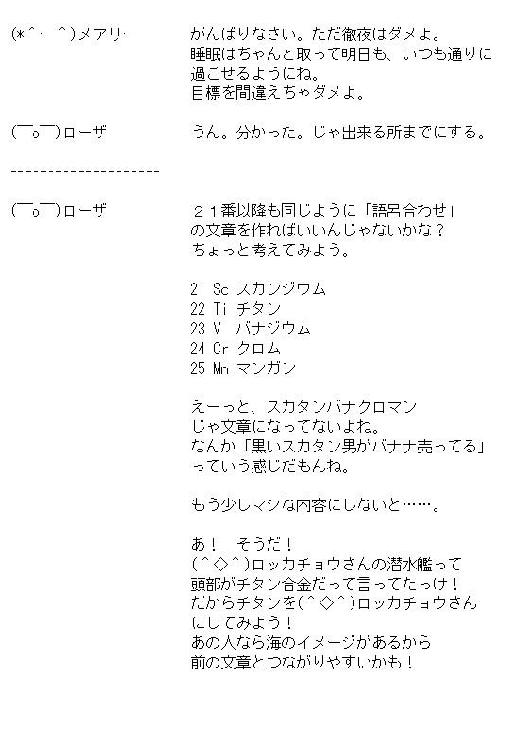 (*^‐^)メアリー がんばりなさい。ただ徹夜はダメよ。
睡眠はちゃんと取って明日も、いつも通りに
過ごせるようにね。
目標を間違えちゃダメよ。
(￣o￣)ローザ うん。分かった。じゃ出来る所までにする。
--------------------
(￣o￣)ローザ ２１番以降も同じように「語呂合わせ」
の文章を作ればいいんじゃないかな？
ちょっと考えてみよう。
2 Sc スカンジウム
22 Ti チタン
23 V バナジウム
24 Cr クロム
25 Mn マンガン
えーっと、スカタンバナクロマン
じゃ文章になってないよね。
なんか「黒いスカタン男がバナナ売ってる」
っていう感じだもんね。
もう少しマシな内容にしないと……。
あ！ そうだ！
(^◇^)ロッカチョウさんの潜水艦って
頭部がチタン合金だって言ってたっけ！
だからチタンを(^◇^)ロッカチョウさん
にしてみよう！
あの人なら海のイメージがあるから
前の文章とつながりやすいかも！